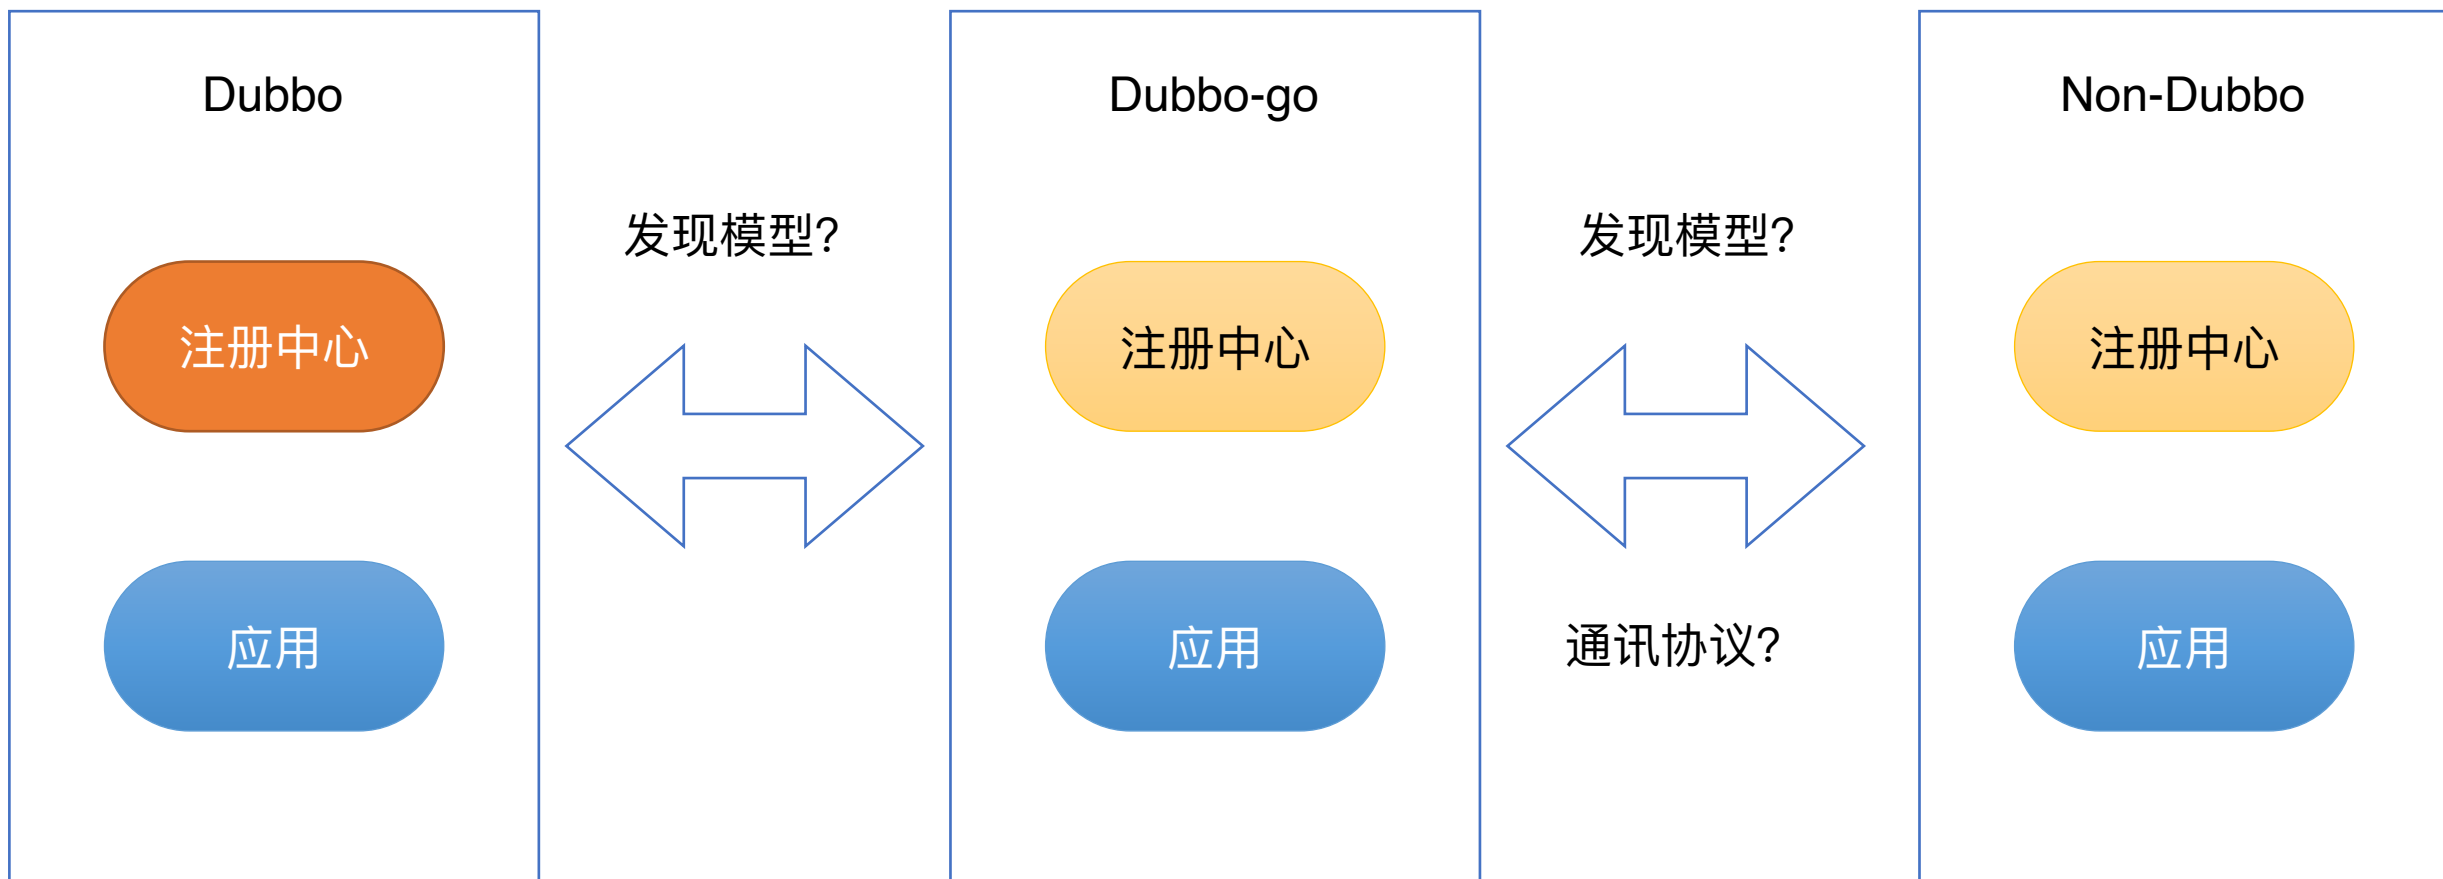 Dubbo
Dubbo-go
Non-Dubbo
发现模型?
发现模型?
注册中心
注册中心
注册中心
应用
应用
通讯协议?
应用